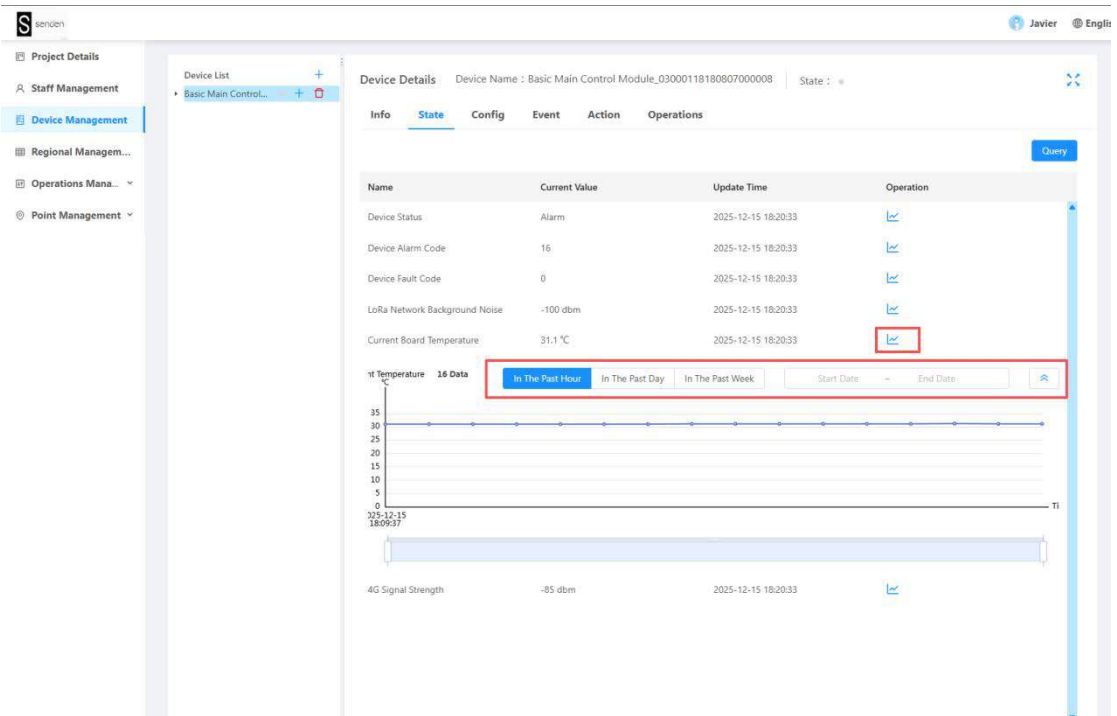 S senden
Javier
Englis
Project Details
Staff Management
Device Management
Regional Managem...
Operations Mana...
Point Management
Device List
Basic Main Control...
Device Details Device Name : Basic Main Control Module_03000118180807000008 State :
Info State Config Event Action Operations
Query
Name Current Value Update Time Operation
Device Status Alarm 2025-12-15 18:20:33
Device Alarm Code 16 2025-12-15 18:20:33
Device Fault Code 0 2025-12-15 18:20:33
LoRa Network Background Noise -100 dbm 2025-12-15 18:20:33
Current Board Temperature 31.1 ℃ 2025-12-15 18:20:33
nt Temperature 16 Data In The Past Hour In The Past Day In The Past Week Start Date ~ End Date
℃
35
30
25
20
15
10
5
0
Ti
025-12-15
18:09:37
4G Signal Strength -85 dbm 2025-12-15 18:20:33